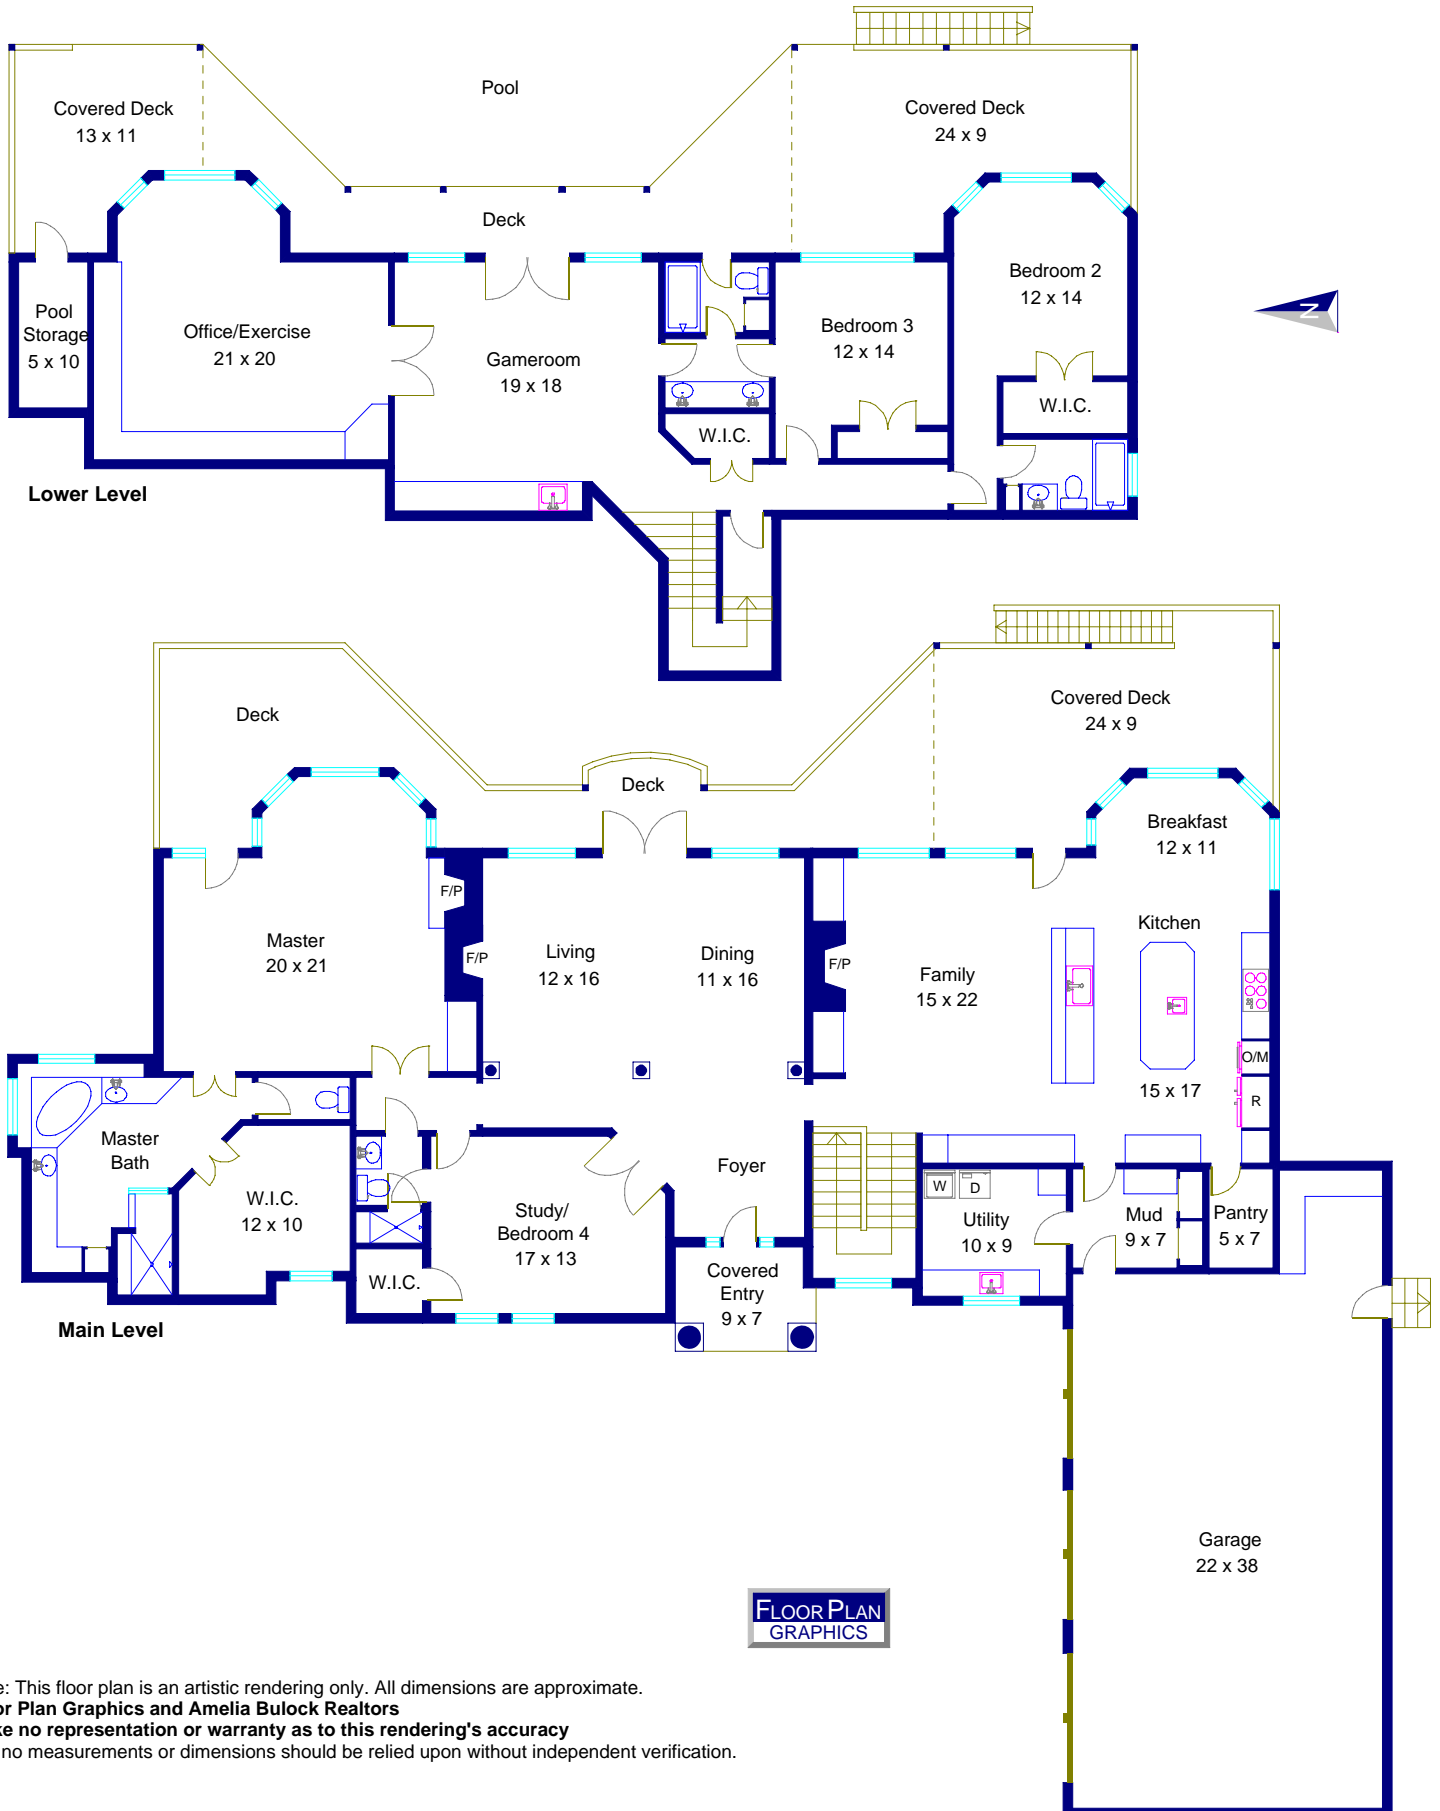 Pool
Covered Deck
13 x 11
Covered Deck
24 x 9
Deck
Bedroom 2
12 x 14
Pool
Storage
5 x 10
Office/Exercise
21 x 20
Gameroom
19 x 18
Bedroom 3
12 x 14
N
W.I.C.
W.I.C.
Lower Level
Deck
Covered Deck
24 x 9
Deck
Breakfast
12 x 11
F/P
Master
20 x 21
F/P
Living
12 x 16
Dining
11 x 16
F/P
Family
15 x 22
Kitchen
O/M
15 x 17
R
Master
Bath
W.I.C.
12 x 10
Foyer
Study/
Bedroom 4
17 x 13
W.I.C.
Covered
Entry
9 x 7
W
D
Utility
10 x 9
Mud
9 x 7
Pantry
5 x 7
Main Level
Garage
22 x 38
FLOOR PLAN
GRAPHICS
e: This floor plan is an artistic rendering only. All dimensions are approximate.
or Plan Graphics and Amelia Bulock Realtors
ke no representation or warranty as to this rendering's accuracy
no measurements or dimensions should be relied upon without independent verification.